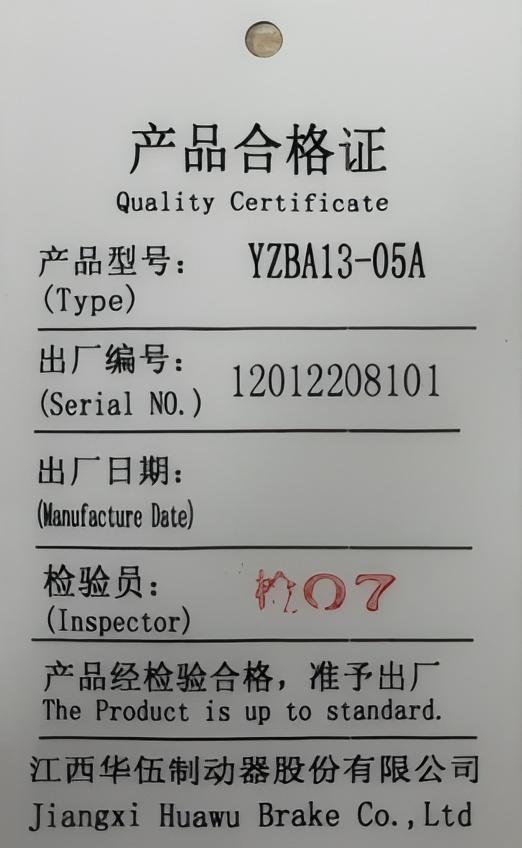 产品合格证
Quality Certificate
产品型号： YZBA13-05A
(Type)
出厂编号： 12012208101
(Serial NO.)
出厂日期：
(Manufacture Date)
检验员： 检07
(Inspector)
产品经检验合格，准予出厂
The Product is up to standard.
江西华伍制动器股份有限公司
Jiangxi Huawu Brake Co.,Ltd